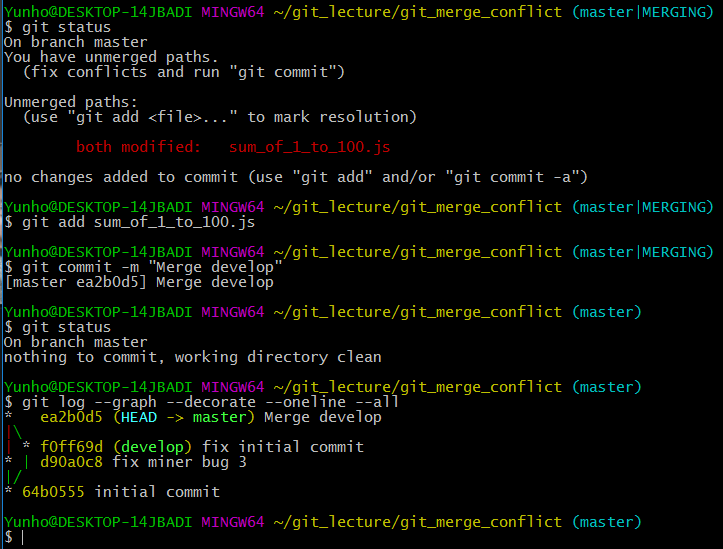 Yunho@DESKTOP-14JBADI MINGW64 ~/git_lecture/git_merge_conflict (master|MERGING)
$ git status
On branch master
You have unmerged paths.
  (fix conflicts and run "git commit")

Unmerged paths:
  (use "git add <file>..." to mark resolution)

        both modified:   sum_of_1_to_100.js

no changes added to commit (use "git add" and/or "git commit -a")

Yunho@DESKTOP-14JBADI MINGW64 ~/git_lecture/git_merge_conflict (master|MERGING)
$ git add sum_of_1_to_100.js

Yunho@DESKTOP-14JBADI MINGW64 ~/git_lecture/git_merge_conflict (master|MERGING)
$ git commit -m "Merge develop"
[master ea2b0d5] Merge develop

Yunho@DESKTOP-14JBADI MINGW64 ~/git_lecture/git_merge_conflict (master)
$ git status
On branch master
nothing to commit, working directory clean

Yunho@DESKTOP-14JBADI MINGW64 ~/git_lecture/git_merge_conflict (master)
$ git log --graph --decorate --oneline --all
*   ea2b0d5 (HEAD -> master) Merge develop
|\
| * f0ff69d (develop) fix initial commit
* | d90a0c8 fix miner bug 3
|/
* 64b0555 initial commit

Yunho@DESKTOP-14JBADI MINGW64 ~/git_lecture/git_merge_conflict (master)
$